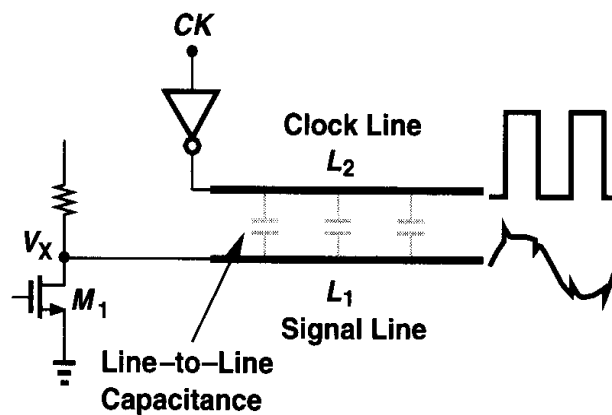 CK
Clock Line
L2
VX
M1
L1
Signal Line
Line-to-Line
Capacitance